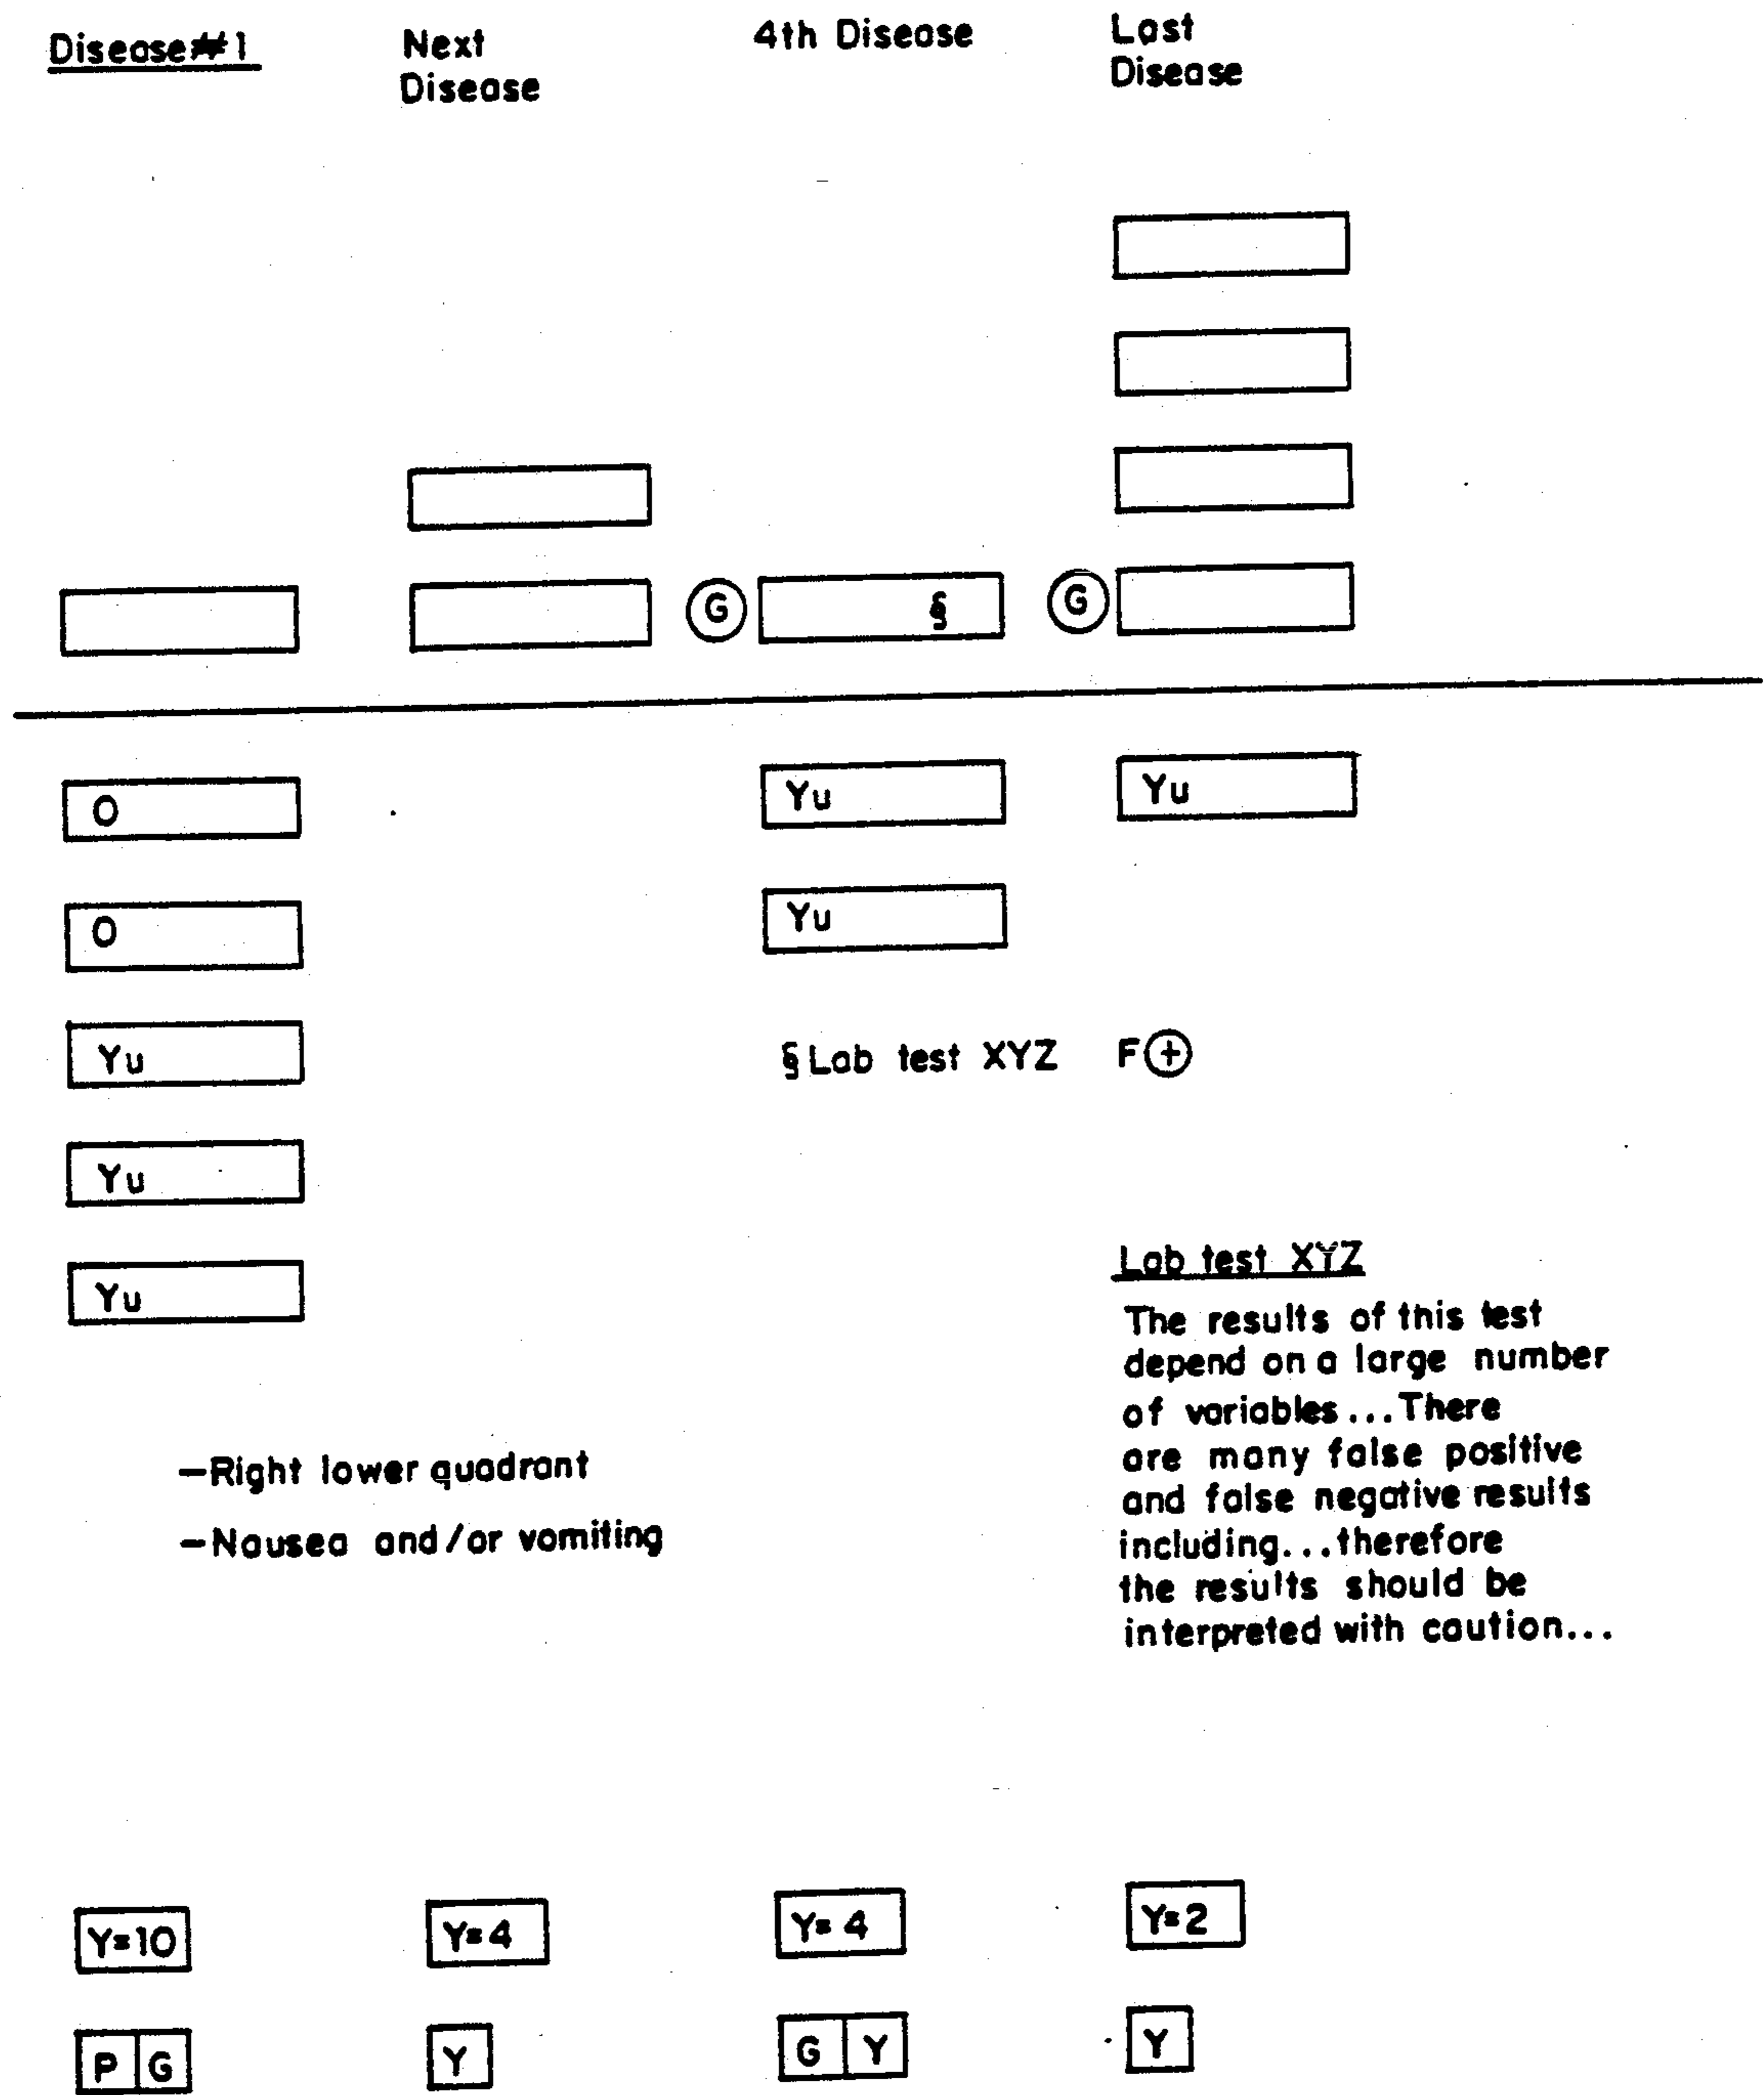 Disease#1
Next
Disease
4th Disease
Last
Disease
G
§
G
O
Yu
Yu
O
Yu
Yu
§ Lab test XYZ
F+
Yu
Yu
Lab test XYZ
The results of this test
depend on a large number
of variables...There
are many false positive
and false negative results
including...therefore
the results should be
interpreted with caution...
-Right lower quadrant
-Nausea and/or vomiting
Y=10
Y=4
Y=4
Y=2
P G
Y
G Y
Y